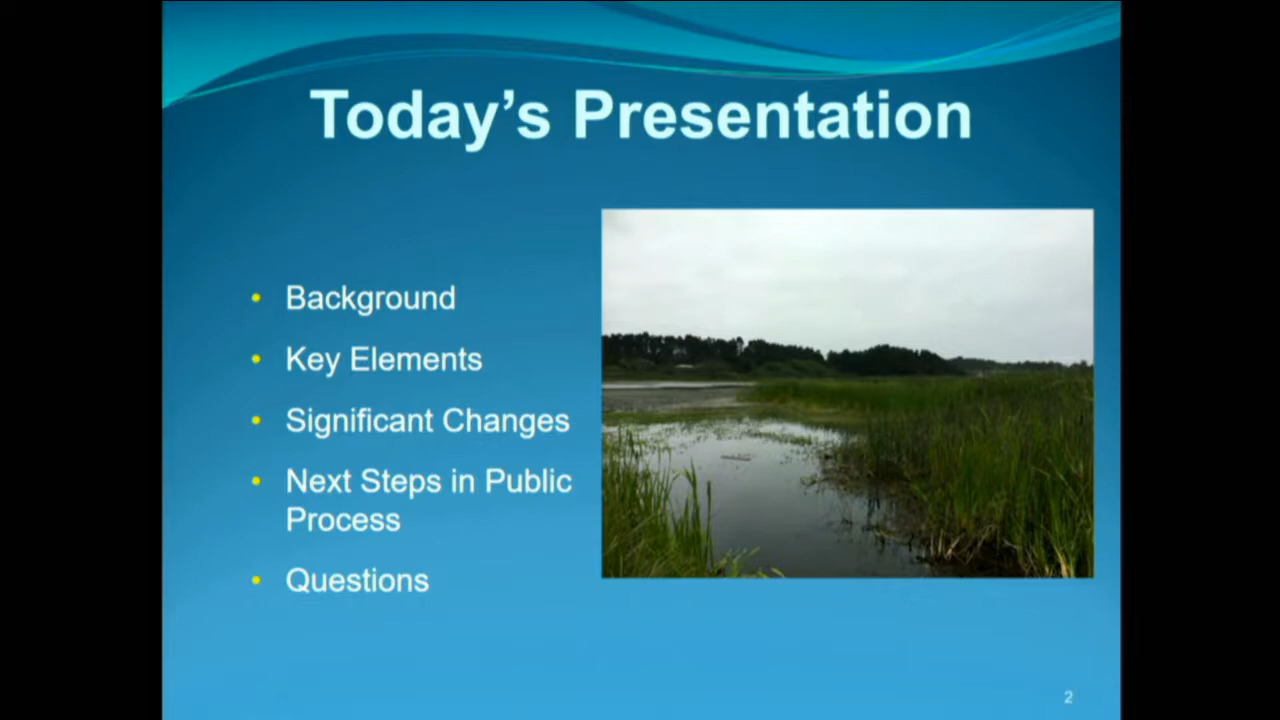 Today’s Presentation
• Background
• Key Elements
• Significant Changes
• Next Steps in Public
Process
• Questions
2